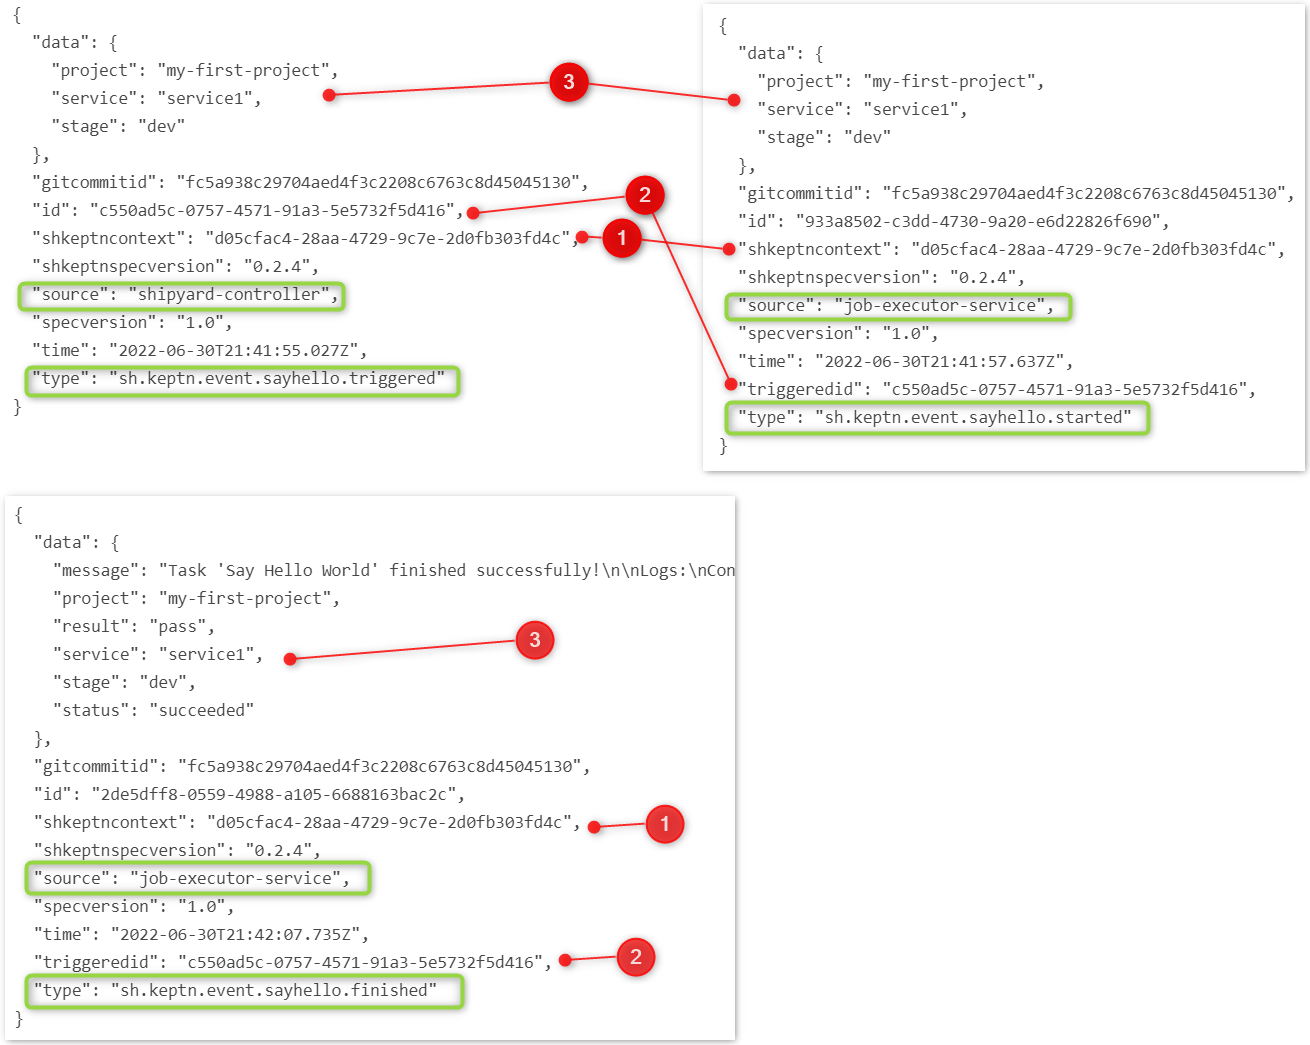 {
  "data": {
    "project": "my-first-project",
    "service": "service1",
    "stage": "dev"
  },
  "gitcommitid": "fc5a938c29704aed4f3c2208c6763c8d45045130",
  "id": "c550ad5c-0757-4571-91a3-5e5732f5d416",
  "shkeptncontext": "d05cfac4-28aa-4729-9c7e-2d0fb303fd4c",
  "shkeptnspecversion": "0.2.4",
  "source": "shipyard-controller",
  "specversion": "1.0",
  "time": "2022-06-30T21:41:55.027Z",
  "type": "sh.keptn.event.sayhello.triggered"
}
3
2
1
{
  "data": {
    "project": "my-first-project",
    "service": "service1",
    "stage": "dev"
  },
  "gitcommitid": "fc5a938c29704aed4f3c2208c6763c8d45045130",
  "id": "933a8502-c3dd-4730-9a20-e6d22826f690",
  "shkeptncontext": "d05cfac4-28aa-4729-9c7e-2d0fb303fd4c",
  "shkeptnspecversion": "0.2.4",
  "source": "job-executor-service",
  "specversion": "1.0",
  "time": "2022-06-30T21:41:57.637Z",
  "triggeredid": "c550ad5c-0757-4571-91a3-5e5732f5d416",
  "type": "sh.keptn.event.sayhello.started"
}
{
  "data": {
    "message": "Task 'Say Hello World' finished successfully!\n\nLogs:\nCon
    "project": "my-first-project",
    "result": "pass",
    "service": "service1",
    "stage": "dev",
    "status": "succeeded"
  },
  "gitcommitid": "fc5a938c29704aed4f3c2208c6763c8d45045130",
  "id": "2de5dff8-0559-4988-a105-6688163bac2c",
  "shkeptncontext": "d05cfac4-28aa-4729-9c7e-2d0fb303fd4c",
  "shkeptnspecversion": "0.2.4",
  "source": "job-executor-service",
  "specversion": "1.0",
  "time": "2022-06-30T21:42:07.735Z",
  "triggeredid": "c550ad5c-0757-4571-91a3-5e5732f5d416",
  "type": "sh.keptn.event.sayhello.finished"
}
3
1
2